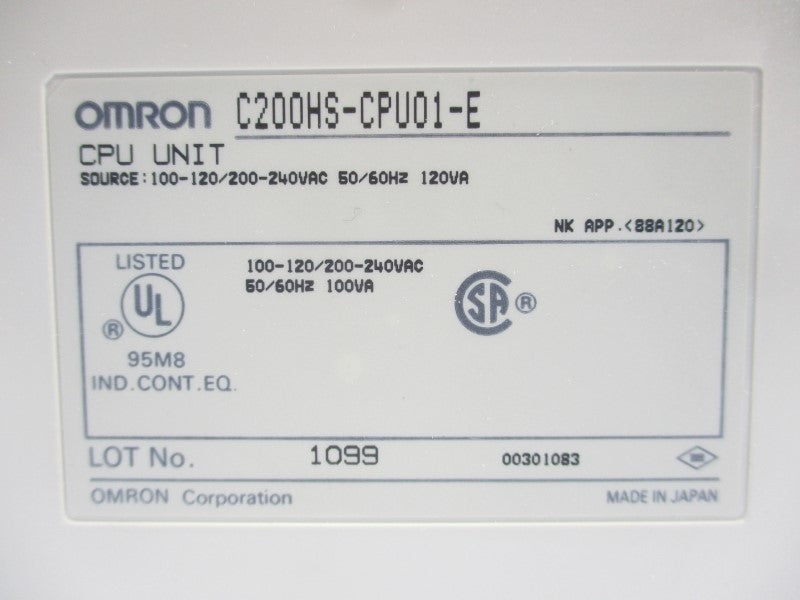 OMRON C200HS-CPU01-E
CPU UNIT
SOURCE:100-120/200-240VAC 50/60Hz 120VA
NK APP.<88A120>
LISTED
UL
®
95M8
IND.CONT.EQ.
100-120/200-240VAC
50/60Hz 100VA
SA ®
LOT No. 1099 00301083
OMRON Corporation MADE IN JAPAN